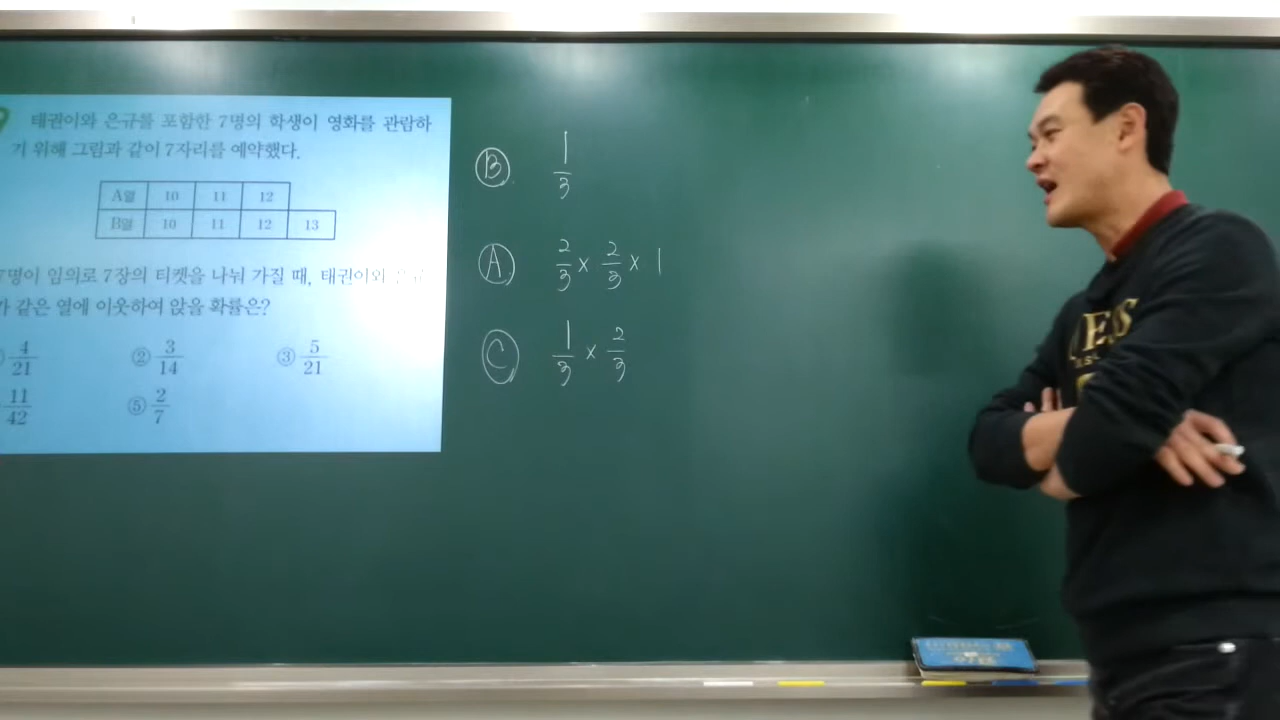 태권이와 은규를 포함한 7명의 학생이 영화를 관람하
기 위해 그림과 같이 7자리를 예약했다.
A열 10 11 12
B열 10 11 12 13
7명이 임의로 7장의 티켓을 나눠 가질 때, 태권이와
가 같은 열에 이웃하여 앉을 확률은?
4/21 ② 3/14 ③ 5/21
11/42 ⑤ 2/7
Ⓑ 1/3
Ⓐ 2/3 × 2/3 × 1
Ⓒ 1/3 × 2/3